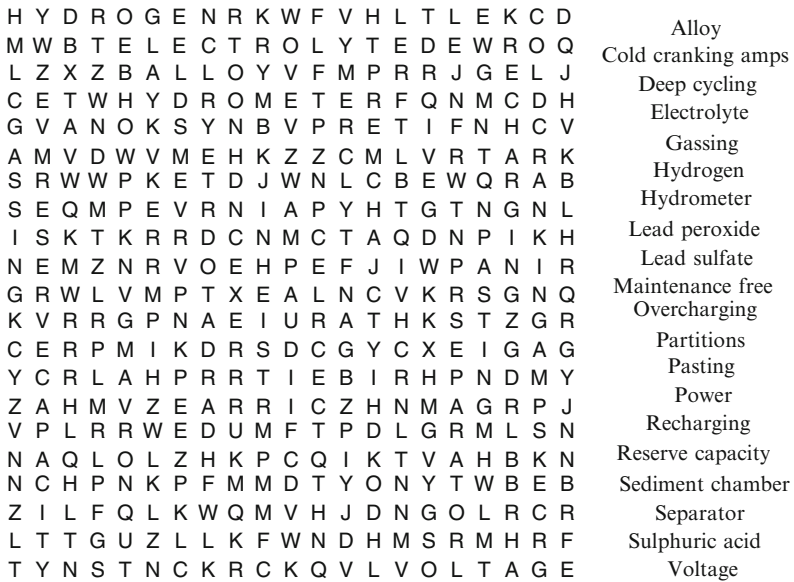 H Y D R O G E N R K W F V H L T L E K C D
M W B T E L E C T R O L Y T E D E W R O Q
L Z X Z B A L L O Y V F M P R R J G E L J
C E T W H Y D R O M E T E R F Q N M C D H
G V A N O K S Y N B V P R E T I F N H C V
A M V D W V M E H K Z Z C M L V R T A R K
S R W W P K E T D J W N L C B E W Q R A B
S E Q M P E V R N I A P Y H T G T N G N L
I S K T K R R D C N M C T A Q D N P I K H
N E M Z N R V O E H P E F J I W P A N I R
G R W L V M P T X E A L N C V K R S G N Q
K V R R G P N A E I U R A T H K S T Z G R
C E R P M I K D R S D C G Y C X E I G A G
Y C R L A H P R R T I E B I R H P N D M Y
Z A H M V Z E A R R I C Z H N M A G R P J
V P L R R W E D U M F T P D L G R M L S N
N A Q L O L Z H K P C Q I K T V A H B K N
N C H P N K P F M M D T Y O N Y T W B E B
Z I L F Q L K W Q M V H J D N G O L R C R
L T T G U Z L L K F W N D H M S R M H R F
T Y N S T N C K R C K Q V L V O L T A G E
Alloy
Cold cranking amps
Deep cycling
Electrolyte
Gassing
Hydrogen
Hydrometer
Lead peroxide
Lead sulfate
Maintenance free
Overcharging
Partitions
Pasting
Power
Recharging
Reserve capacity
Sediment chamber
Separator
Sulphuric acid
Voltage